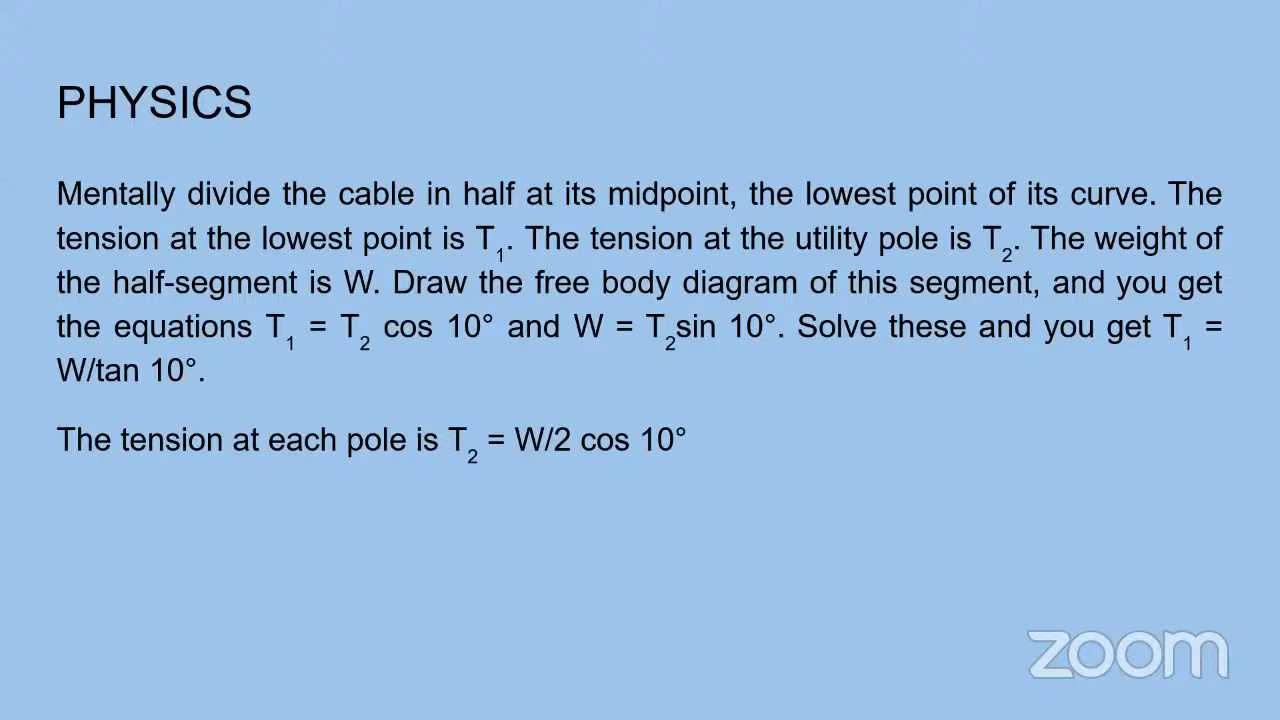 PHYSICS
Mentally divide the cable in half at its midpoint, the lowest point of its curve. The
tension at the lowest point is T₁. The tension at the utility pole is T₂. The weight of
the half-segment is W. Draw the free body diagram of this segment, and you get
the equations T₁ = T₂ cos 10° and W = T₂sin 10°. Solve these and you get T₁ =
W/tan 10°.
The tension at each pole is T₂ = W/2 cos 10°
zoom